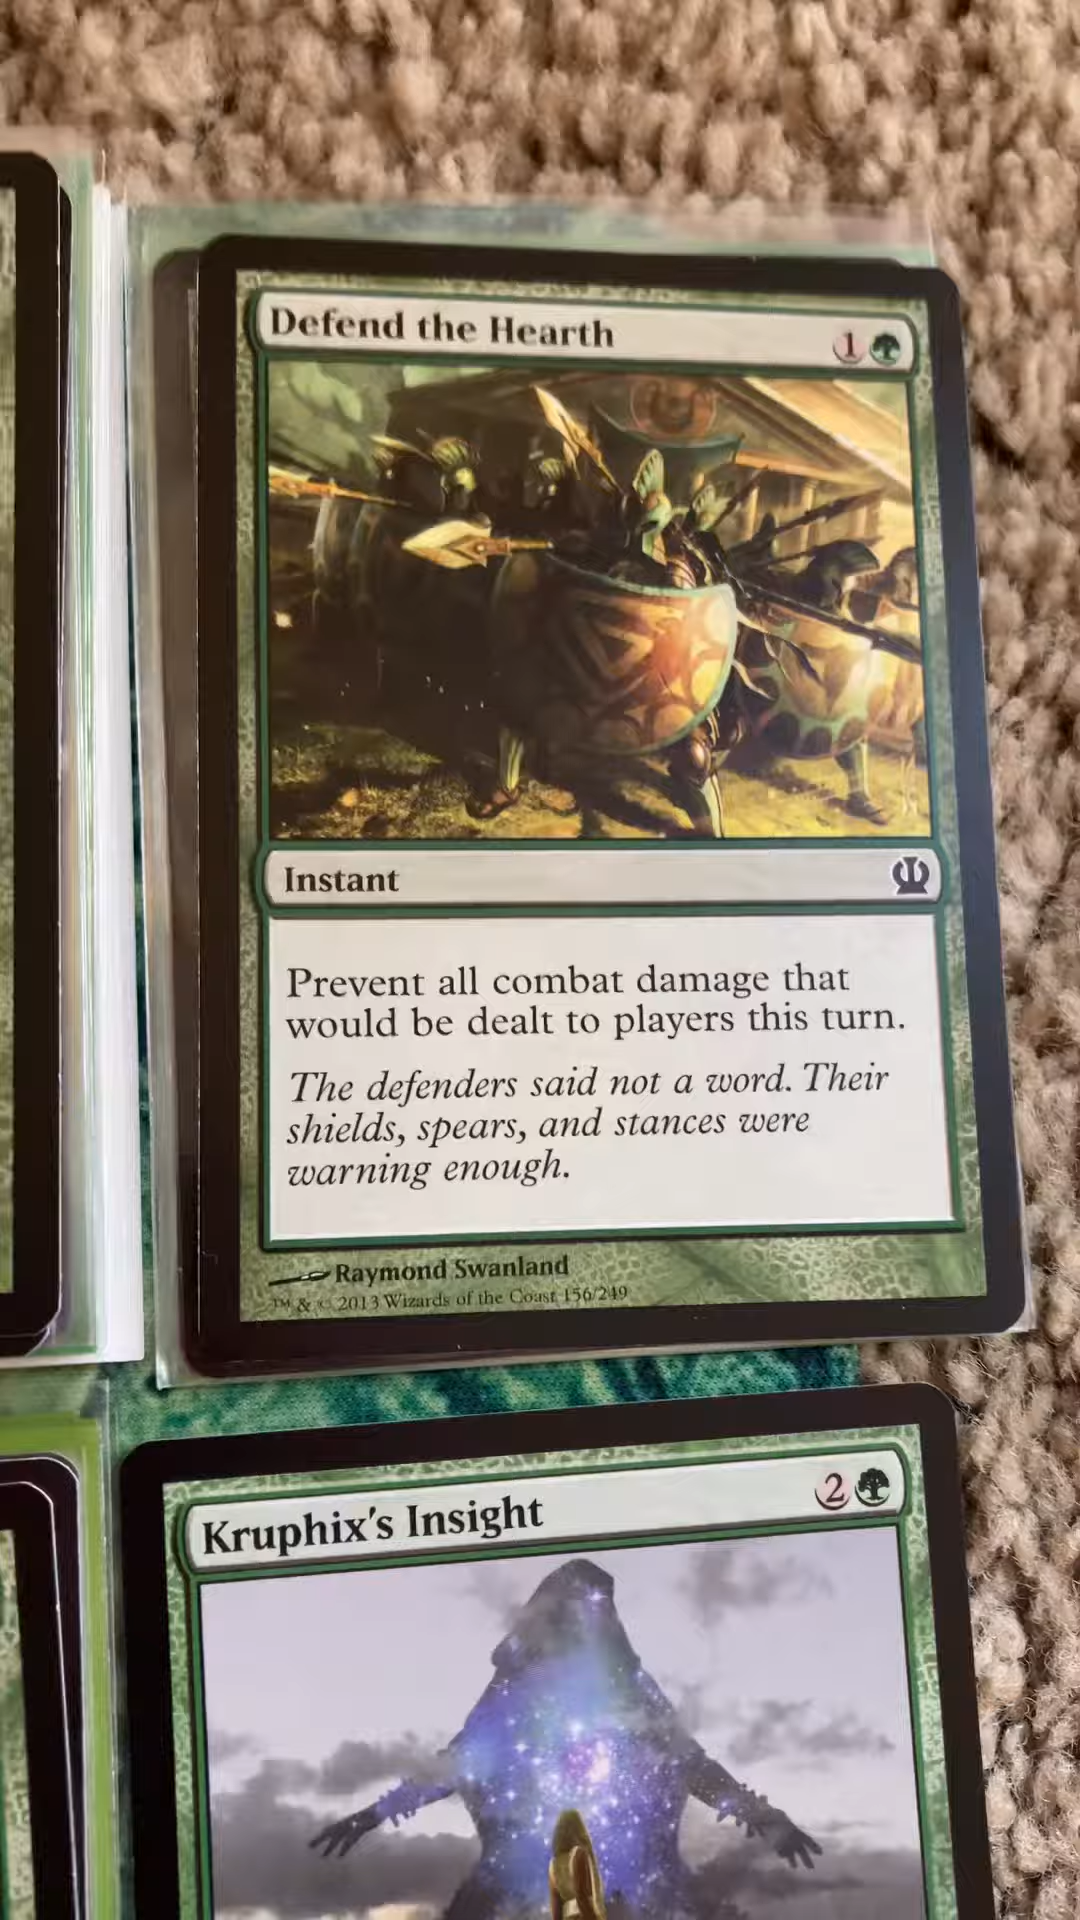 Defend the Hearth
1
Instant
Prevent all combat damage that
would be dealt to players this turn.
The defenders said not a word. Their
shields, spears, and stances were
warning enough.
Raymond Swanland
™ & © 2013 Wizards of the Coast 156/249
Kruphix's Insight
2